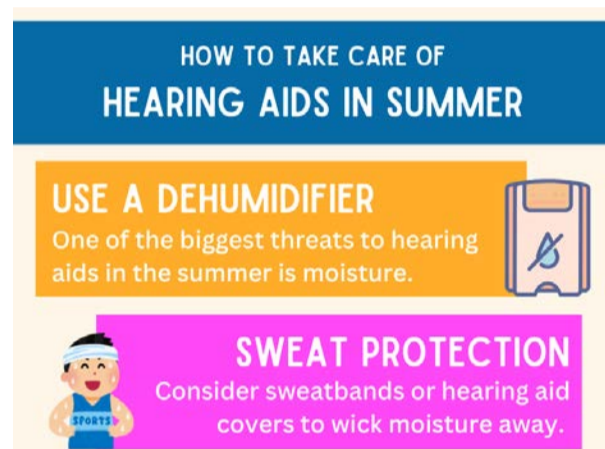 HOW TO TAKE CARE OF
HEARING AIDS IN SUMMER
USE A DEHUMIDIFIER
One of the biggest threats to hearing
aids in the summer is moisture.
SWEAT PROTECTION
Consider sweatbands or hearing aid
covers to wick moisture away.
SPORTS